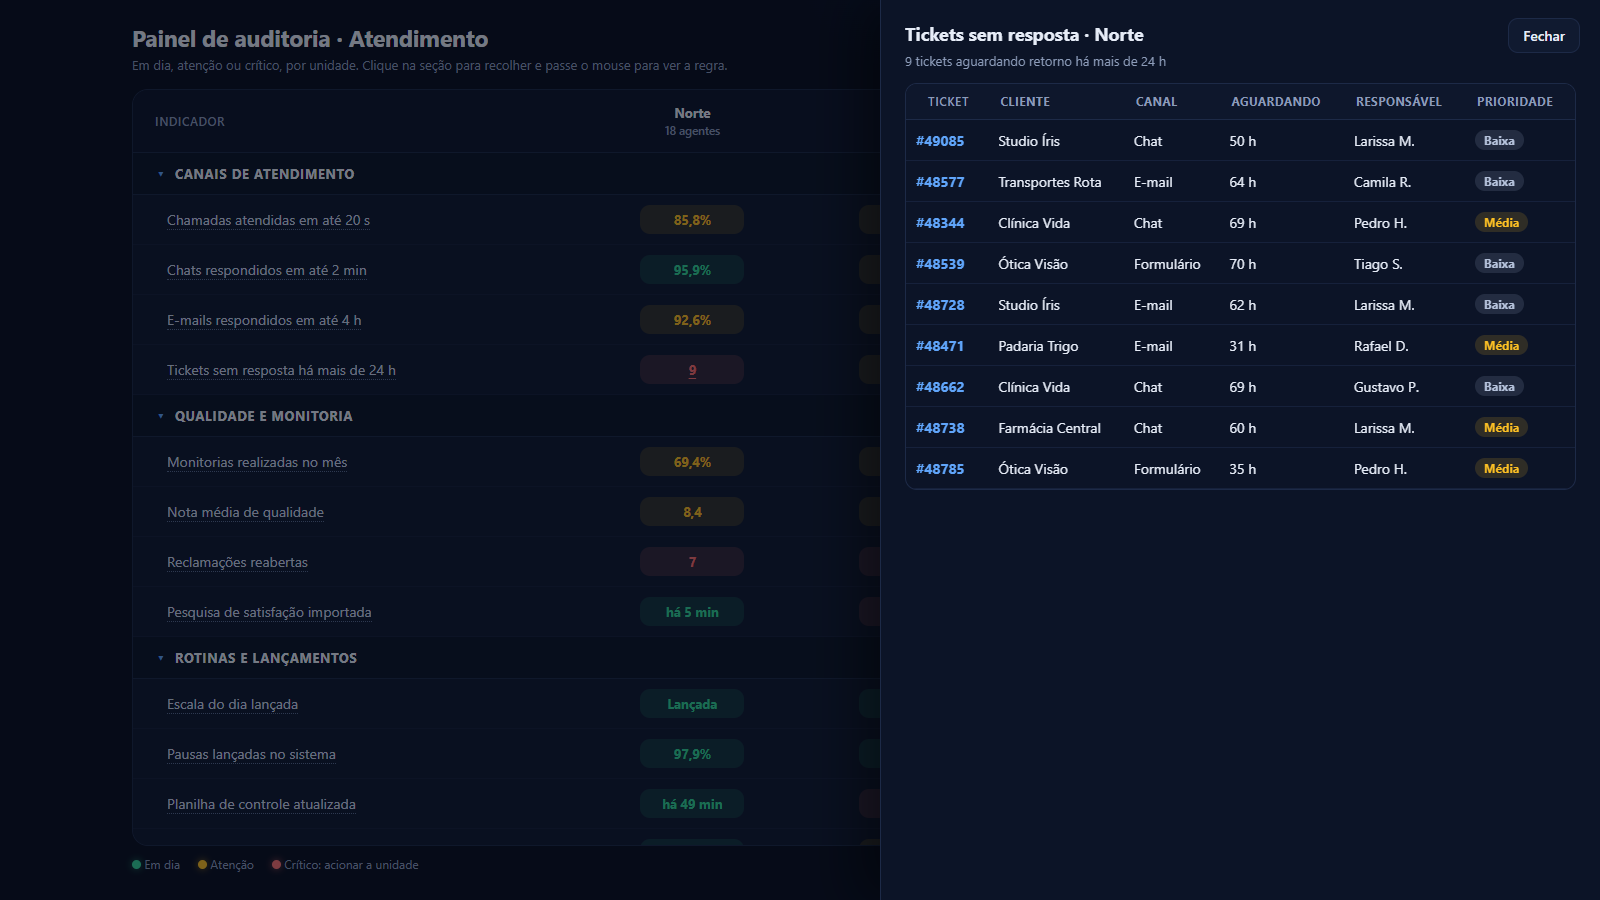 Painel de auditoria · Atendimento
Em dia, atenção ou crítico, por unidade. Clique na seção para recolher e passe o mouse para ver a regra.
INDICADOR
Norte
18 agentes
CANAIS DE ATENDIMENTO
Chamadas atendidas em até 20 s
85,8%
Chats respondidos em até 2 min
95,9%
E-mails respondidos em até 4 h
92,6%
Tickets sem resposta há mais de 24 h
9
QUALIDADE E MONITORIA
Monitorias realizadas no mês
69,4%
Nota média de qualidade
8,4
Reclamações reabertas
7
Pesquisa de satisfação importada
há 5 min
ROTINAS E LANÇAMENTOS
Escala do dia lançada
Lançada
Pausas lançadas no sistema
97,9%
Planilha de controle atualizada
há 49 min
Em dia
Atenção
Crítico: acionar a unidade
Tickets sem resposta · Norte
Fechar
9 tickets aguardando retorno há mais de 24 h
TICKET CLIENTE CANAL AGUARDANDO RESPONSÁVEL PRIORIDADE
#49085 Studio Íris Chat 50 h Larissa M. Baixa
#48577 Transportes Rota E-mail 64 h Camila R. Baixa
#48344 Clínica Vida Chat 69 h Pedro H. Média
#48539 Ótica Visão Formulário 70 h Tiago S. Baixa
#48728 Studio Íris E-mail 62 h Larissa M. Baixa
#48471 Padaria Trigo E-mail 31 h Rafael D. Média
#48662 Clínica Vida Chat 69 h Gustavo P. Baixa
#48738 Farmácia Central Chat 60 h Larissa M. Média
#48785 Ótica Visão Formulário 35 h Pedro H. Média